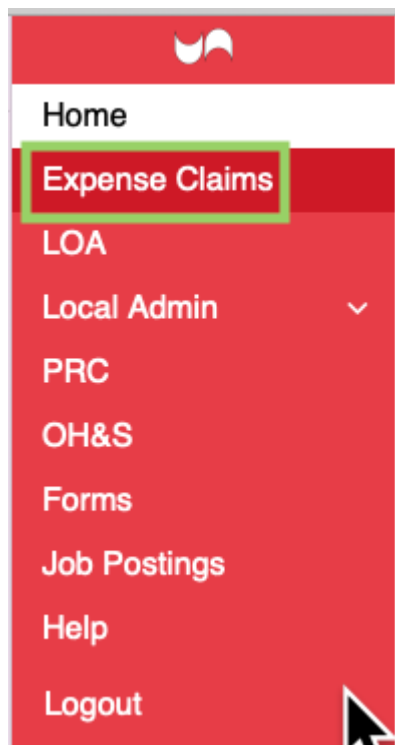 Home
Expense Claims
LOA
Local Admin
PRC
OH&S
Forms
Job Postings
Help
Logout